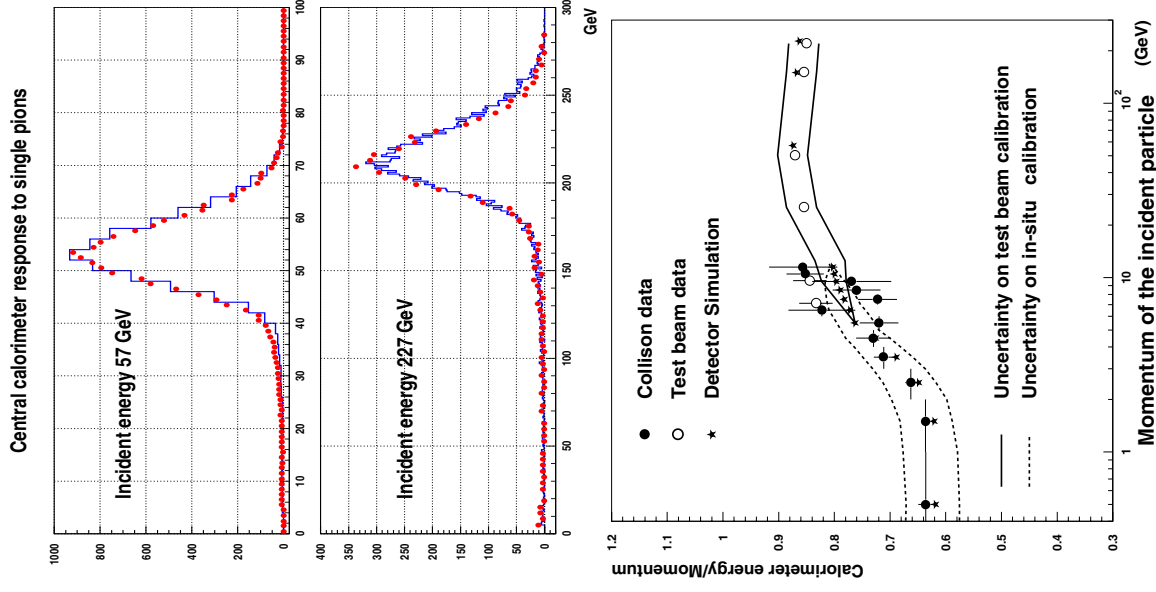 Central calorimeter response to single pions
1000
800
600
400
200
0
Incident energy 57 GeV
0 10 20 30 40 50 60 70 80 90 100
400
350
300
250
200
150
100
50
0
Incident energy 227 GeV
0 50 100 150 200 250 300
GeV
Calorimeter energy/Momentum
1.2
1.1
1
0.9
0.8
0.7
0.6
0.5
0.4
0.3
Collison data
Test beam data
Detector Simulation
Uncertainty on test beam calibration
Uncertainty on in-situ calibration
1 10 10 2
Momentum of the incident particle (GeV)